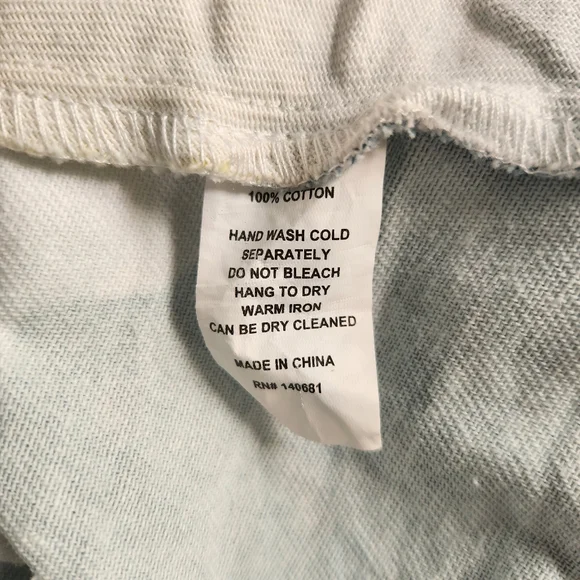 100% COTTON
HAND WASH COLD
SEPARATELY
DO NOT BLEACH
HANG TO DRY
WARM IRON
CAN BE DRY CLEANED
MADE IN CHINA
RN# 140681